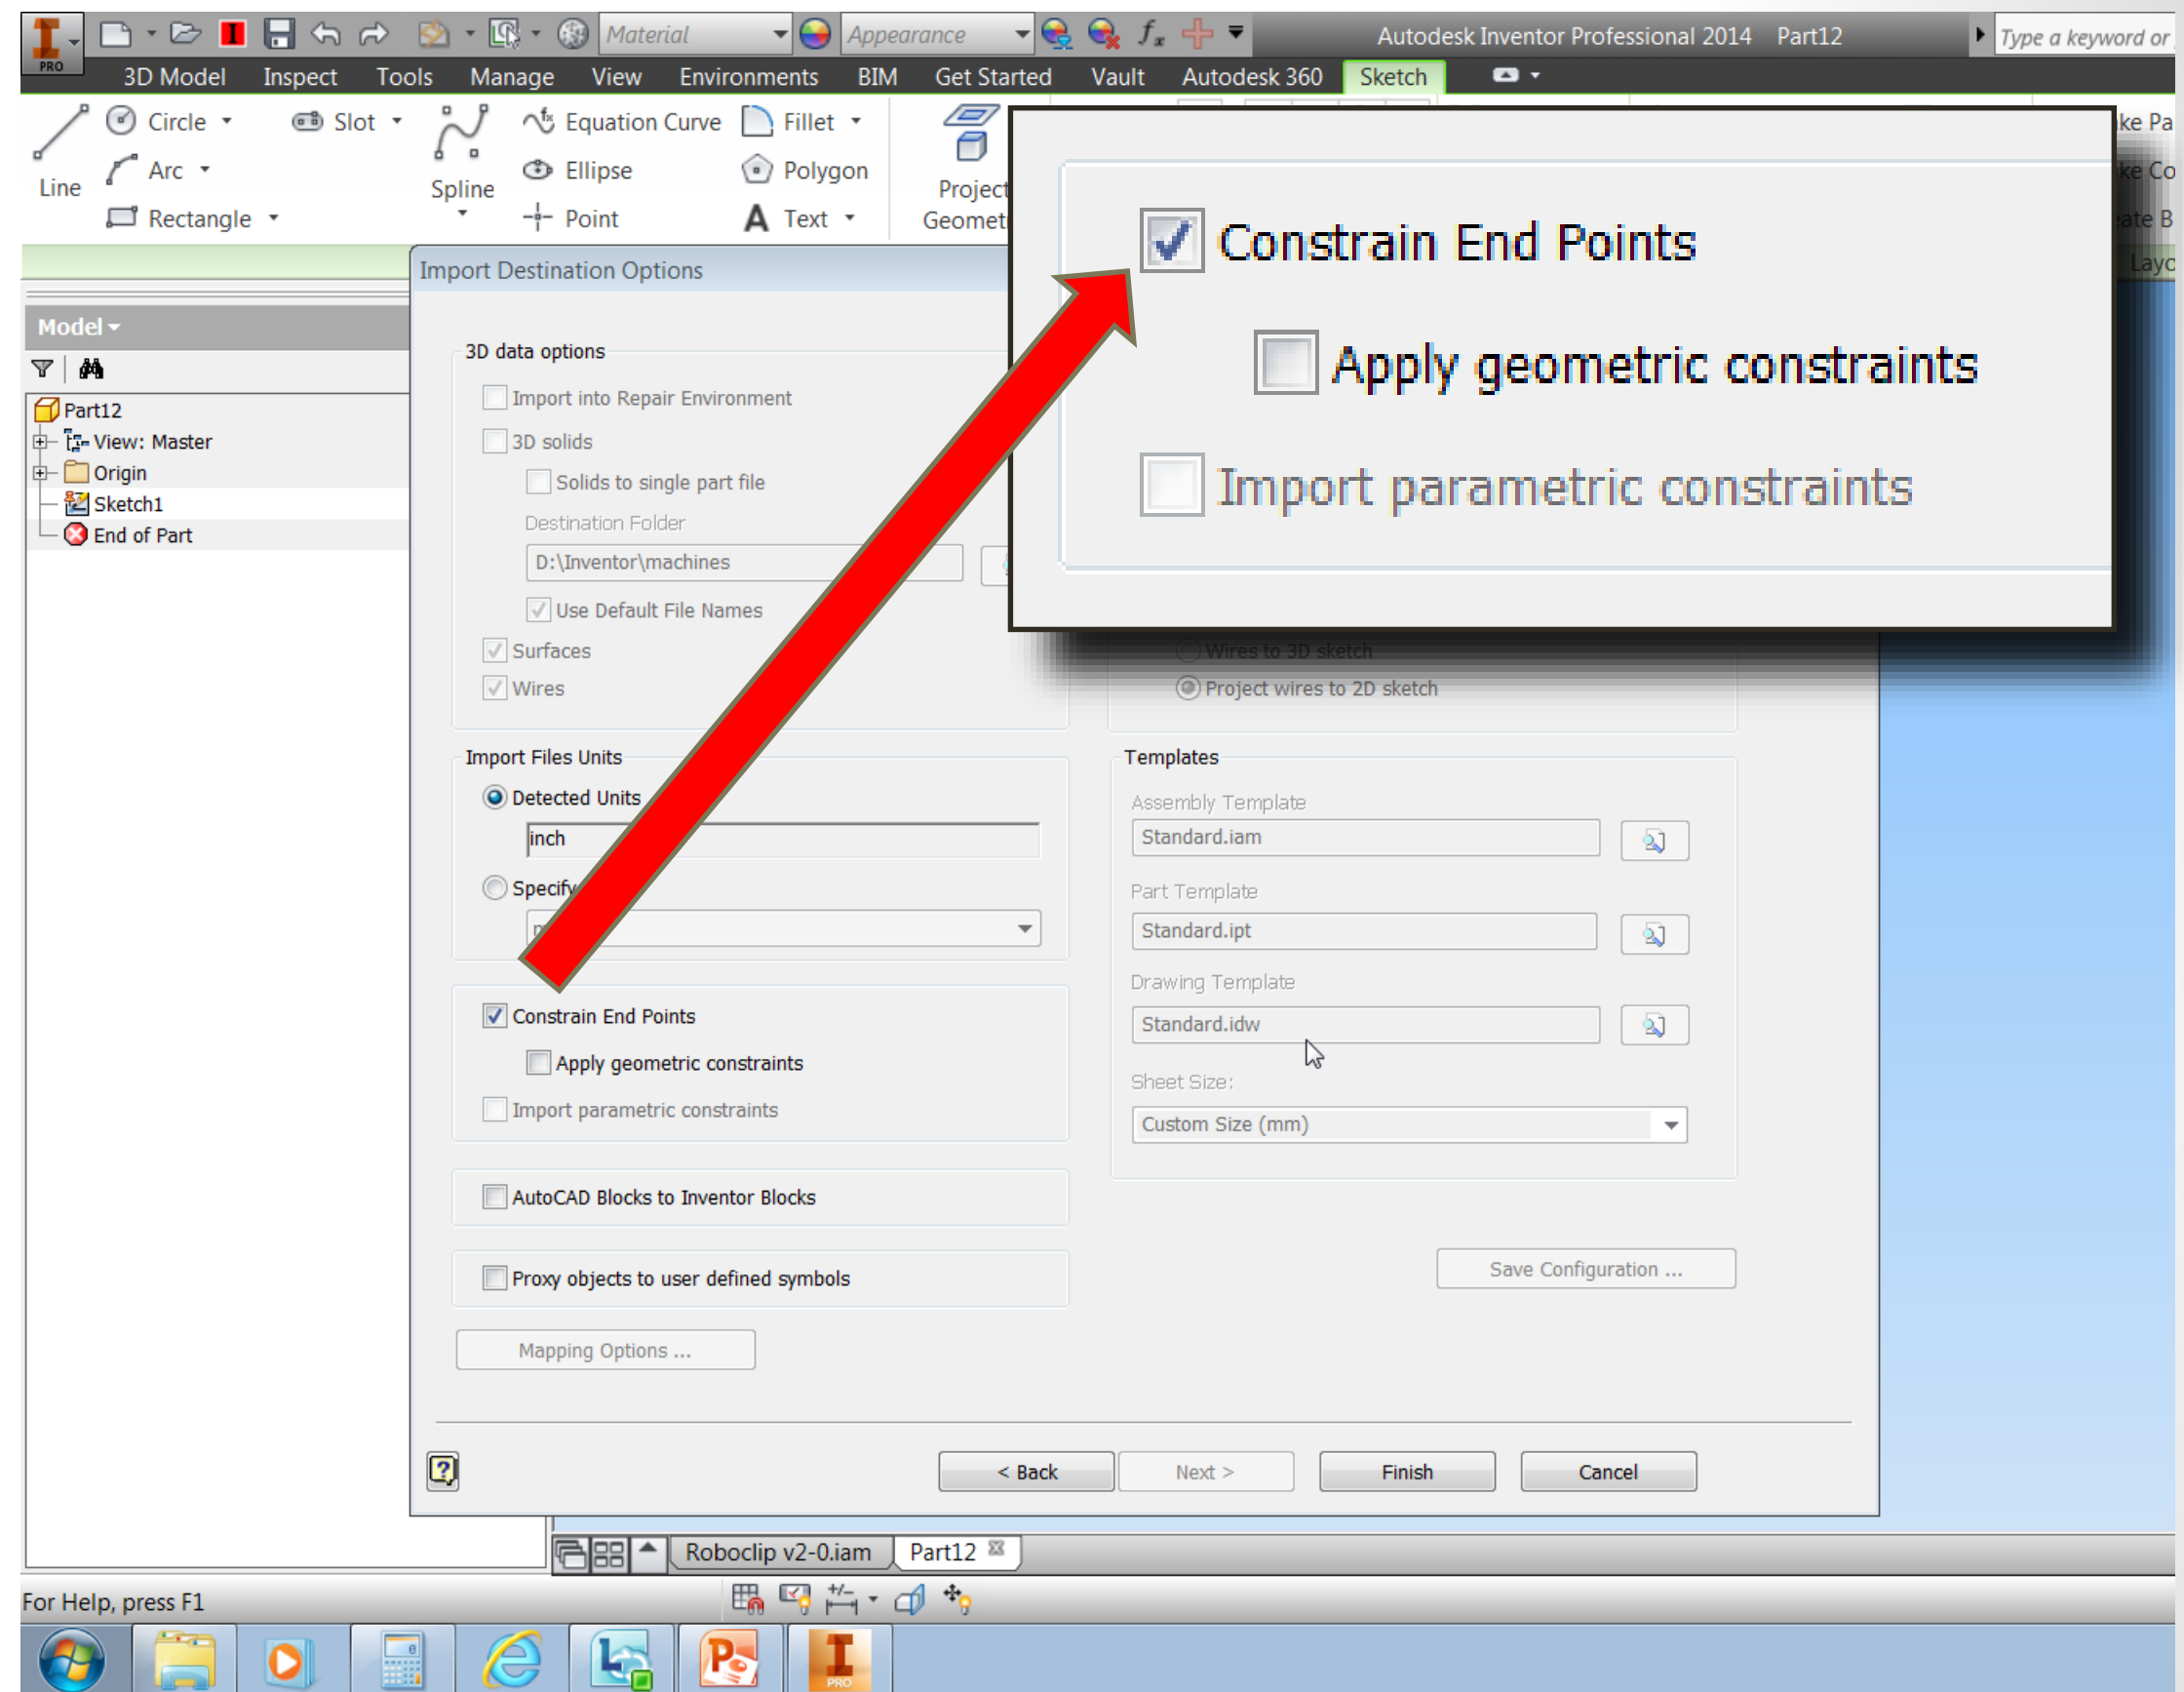 Material
Appearance
Autodesk Inventor Professional 2014 Part12
Type a keyword or
PRO
3D Model Inspect Tools Manage View Environments BIM Get Started Vault Autodesk 360 Sketch
Line
Circle
Arc
Rectangle
Slot
Spline
Equation Curve
Ellipse
Point
Fillet
Polygon
A Text
Project
Geomet
ke Pa
ke Co
ate B
Layo
Constrain End Points
Apply geometric constraints
Import parametric constraints
Import Destination Options
Model
Part12
View: Master
Origin
Sketch1
End of Part
3D data options
Import into Repair Environment
3D solids
Solids to single part file
Destination Folder
D:\Inventor\machines
Use Default File Names
Surfaces
Wires
Wires to 3D sketch
Project wires to 2D sketch
Import Files Units
Detected Units
inch
Specify
Constrain End Points
Apply geometric constraints
Import parametric constraints
AutoCAD Blocks to Inventor Blocks
Proxy objects to user defined symbols
Mapping Options ...
Templates
Assembly Template
Standard.iam
Part Template
Standard.ipt
Drawing Template
Standard.idw
Sheet Size:
Custom Size (mm)
Save Configuration ...
< Back Next > Finish Cancel
Roboclip v2-0.iam Part12
For Help, press F1
PRO